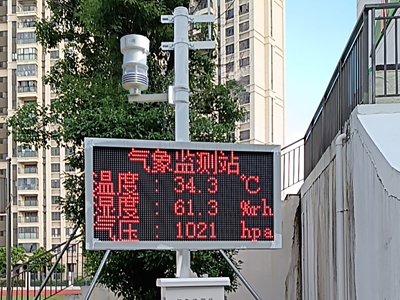 气象监测站
温度: 34.3 ℃
湿度: 61.3 %rh
气压: 1021 hpa